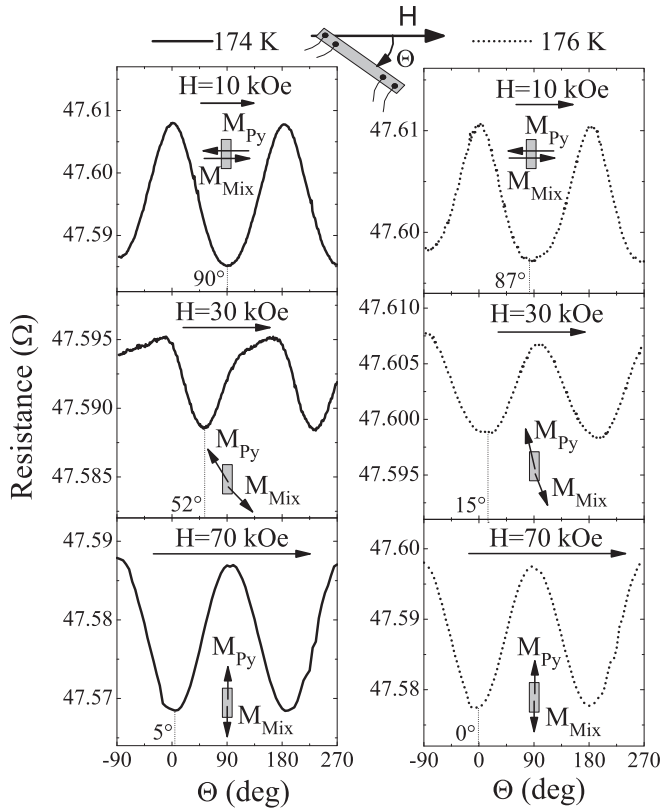 174 K
H
Θ
176 K
H=10 kOe
M_Py
M_Mix
47.61
47.60
47.59
90°
H=10 kOe
M_Py
M_Mix
47.61
47.60
87°
H=30 kOe
M_Py
M_Mix
47.595
47.590
47.585
52°
H=30 kOe
M_Py
M_Mix
47.610
47.605
47.600
47.595
15°
H=70 kOe
M_Py
M_Mix
47.59
47.58
47.57
5°
H=70 kOe
M_Py
M_Mix
47.60
47.59
47.58
0°
-90 0 90 180 270
-90 0 90 180 270
Θ (deg)
Θ (deg)
Resistance (Ω)